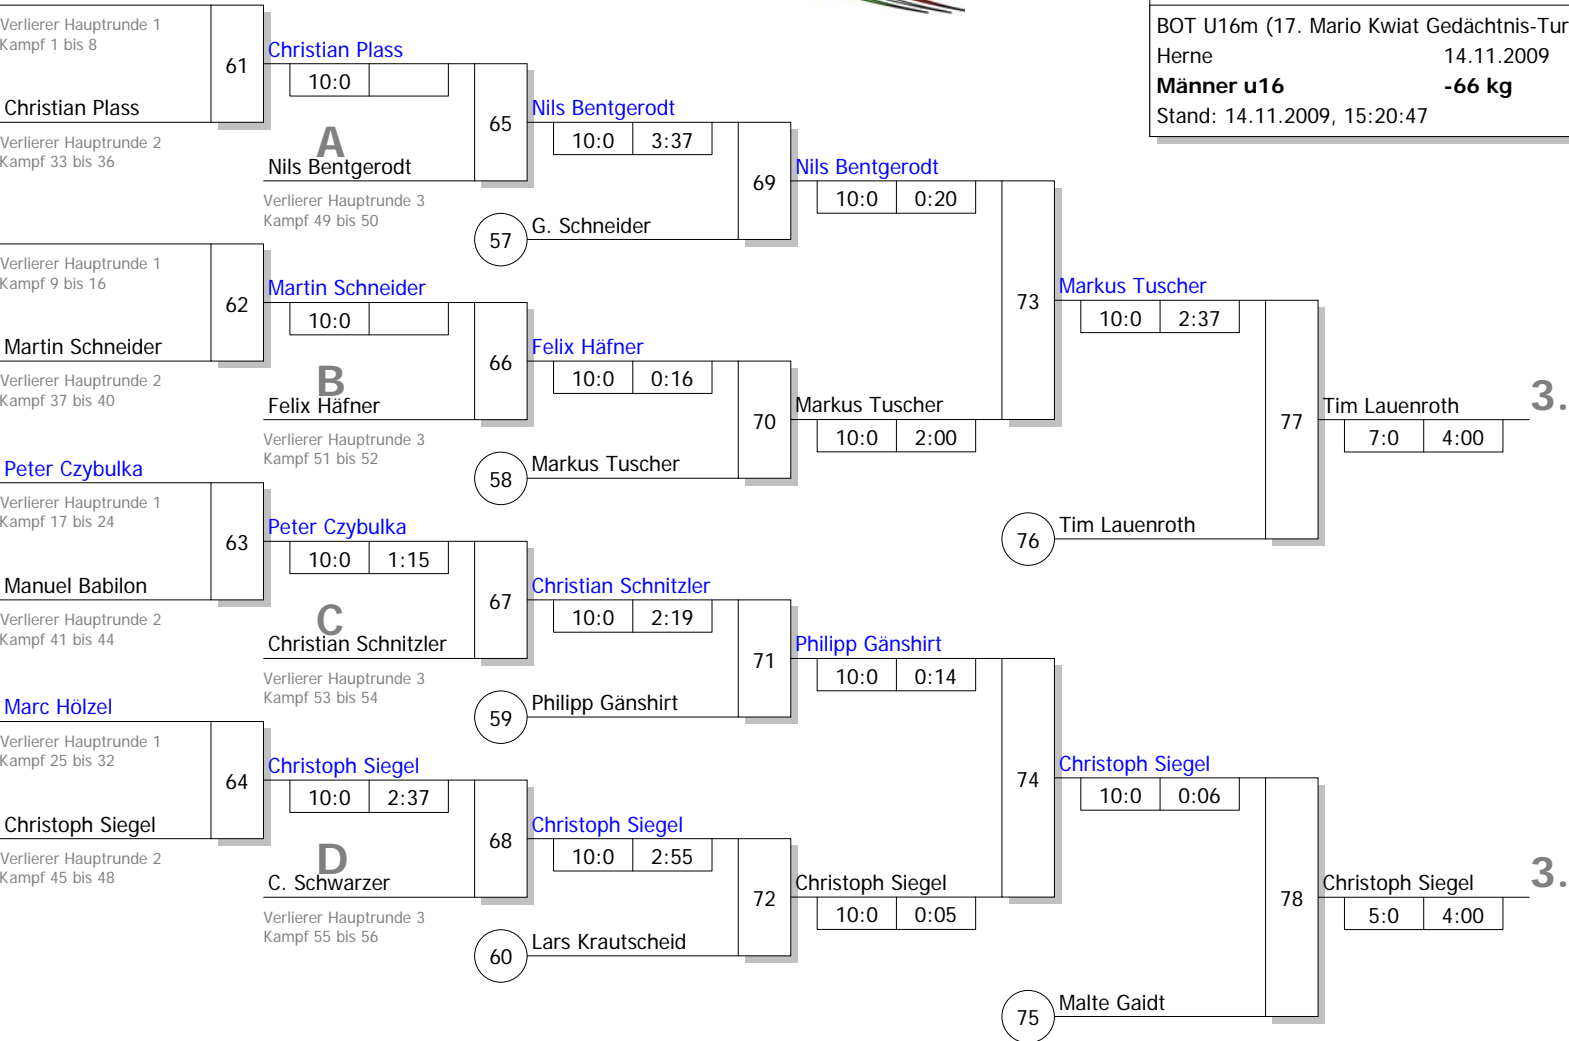 BOT U16m (17. Mario Kwiat Gedächtnis-Tur
Herne 14.11.2009
Männer u16 -66 kg
Stand: 14.11.2009, 15:20:47
Verlierer Hauptrunde 1
Kampf 1 bis 8
61
Christian Plass
10:0
Christian Plass
Verlierer Hauptrunde 2
Kampf 33 bis 36
A
Nils Bentgerodt
Verlierer Hauptrunde 3
Kampf 49 bis 50
65
Nils Bentgerodt
10:0 3:37
57
G. Schneider
69
Nils Bentgerodt
10:0 0:20
Verlierer Hauptrunde 1
Kampf 9 bis 16
62
Martin Schneider
10:0
Martin Schneider
Verlierer Hauptrunde 2
Kampf 37 bis 40
B
Felix Häfner
Verlierer Hauptrunde 3
Kampf 51 bis 52
66
Felix Häfner
10:0 0:16
58
Markus Tuscher
70
Markus Tuscher
10:0 2:00
73
Markus Tuscher
10:0 2:37
76
Tim Lauenroth
77
Tim Lauenroth
7:0 4:00
3.
Peter Czybulka
Verlierer Hauptrunde 1
Kampf 17 bis 24
63
Peter Czybulka
10:0 1:15
Manuel Babilon
Verlierer Hauptrunde 2
Kampf 41 bis 44
C
Christian Schnitzler
Verlierer Hauptrunde 3
Kampf 53 bis 54
67
Christian Schnitzler
10:0 2:19
59
Philipp Gänshirt
71
Philipp Gänshirt
10:0 0:14
Marc Hölzel
Verlierer Hauptrunde 1
Kampf 25 bis 32
64
Christoph Siegel
10:0 2:37
Christoph Siegel
Verlierer Hauptrunde 2
Kampf 45 bis 48
D
C. Schwarzer
Verlierer Hauptrunde 3
Kampf 55 bis 56
68
Christoph Siegel
10:0 2:55
60
Lars Krautscheid
72
Christoph Siegel
10:0 0:05
74
Christoph Siegel
10:0 0:06
75
Malte Gaidt
78
Christoph Siegel
5:0 4:00
3.